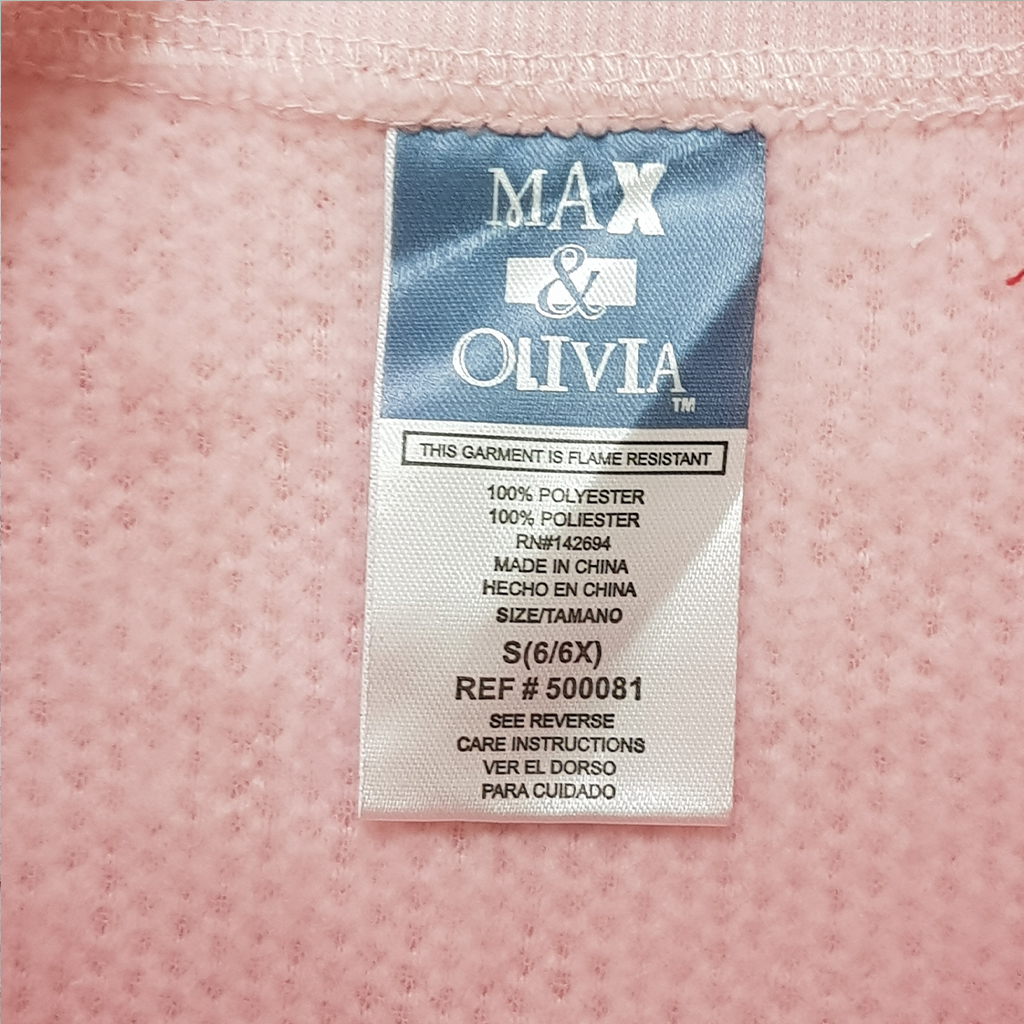 MAX
&
OLIVIA
TM
THIS GARMENT IS FLAME RESISTANT
100% POLYESTER
100% POLIESTER
RN#142694
MADE IN CHINA
HECHO EN CHINA
SIZE/TAMANO
S(6/6X)
REF # 500081
SEE REVERSE
CARE INSTRUCTIONS
VER EL DORSO
PARA CUIDADO